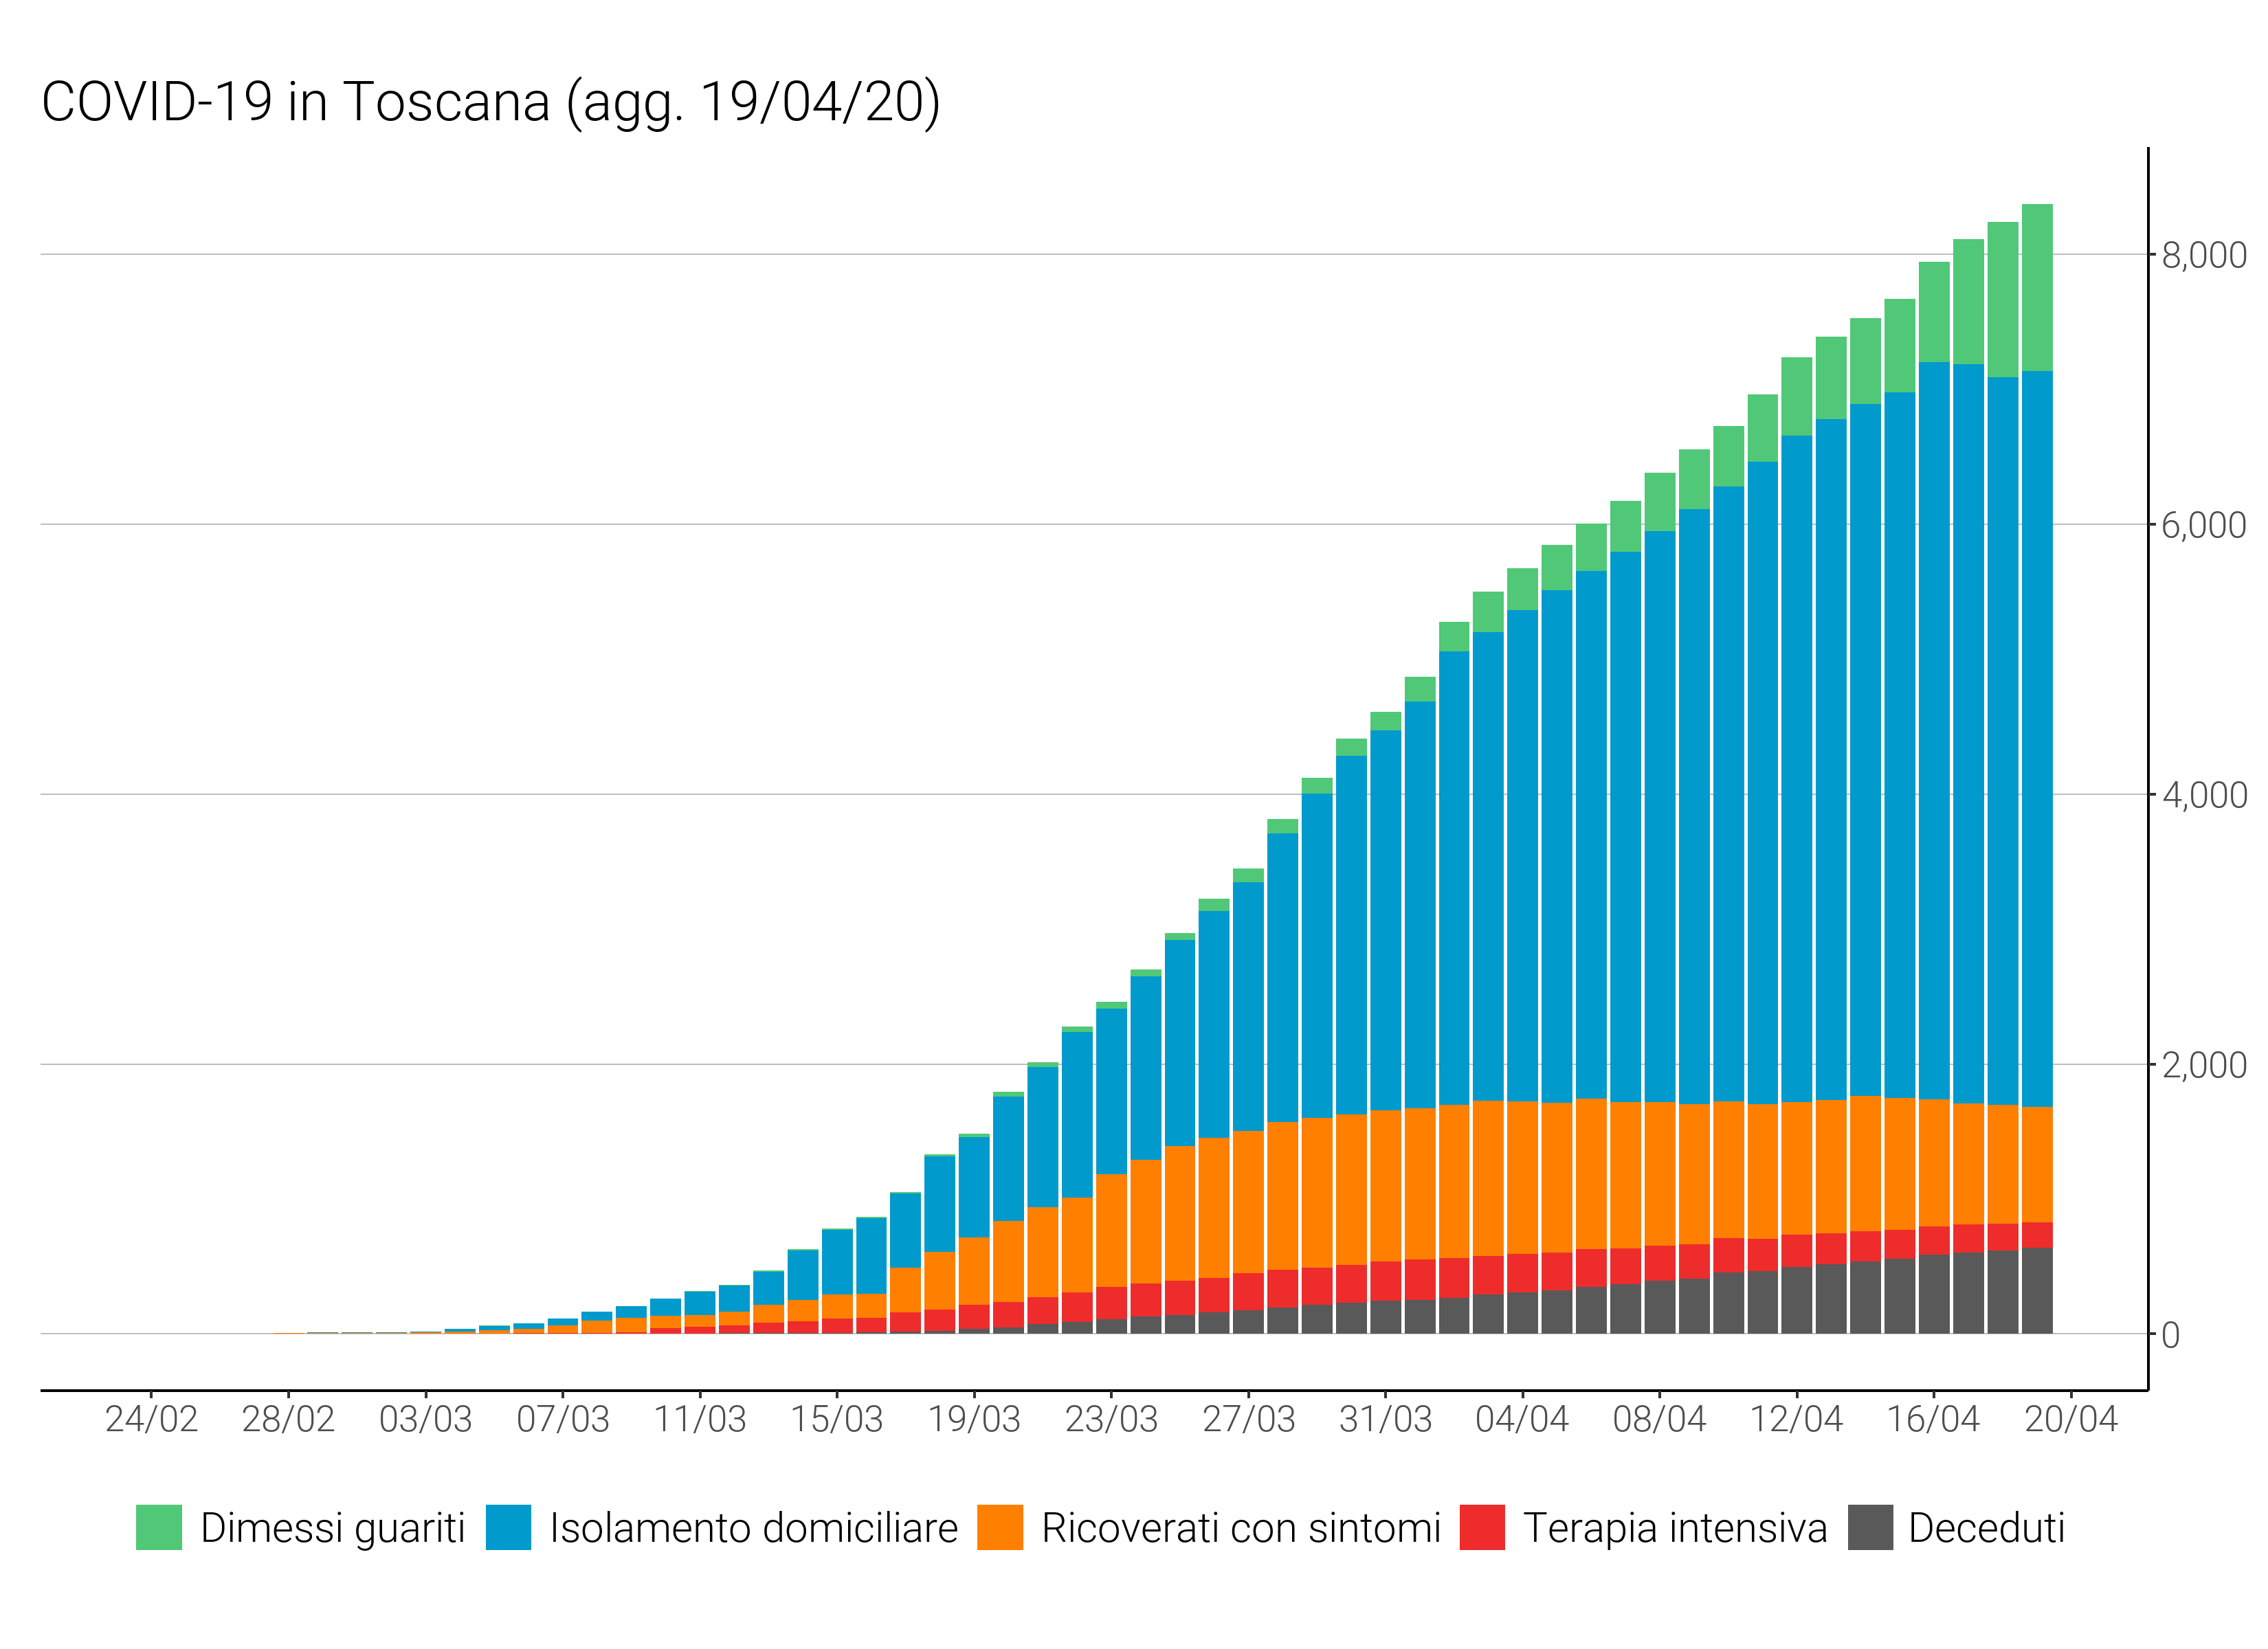 COVID-19 in Toscana (agg. 19/04/20)
8,000
6,000
4,000
2,000
0
24/02 28/02 03/03 07/03 11/03 15/03 19/03 23/03 27/03 31/03 04/04 08/04 12/04 16/04 20/04
Dimessi guariti Isolamento domiciliare Ricoverati con sintomi Terapia intensiva Deceduti